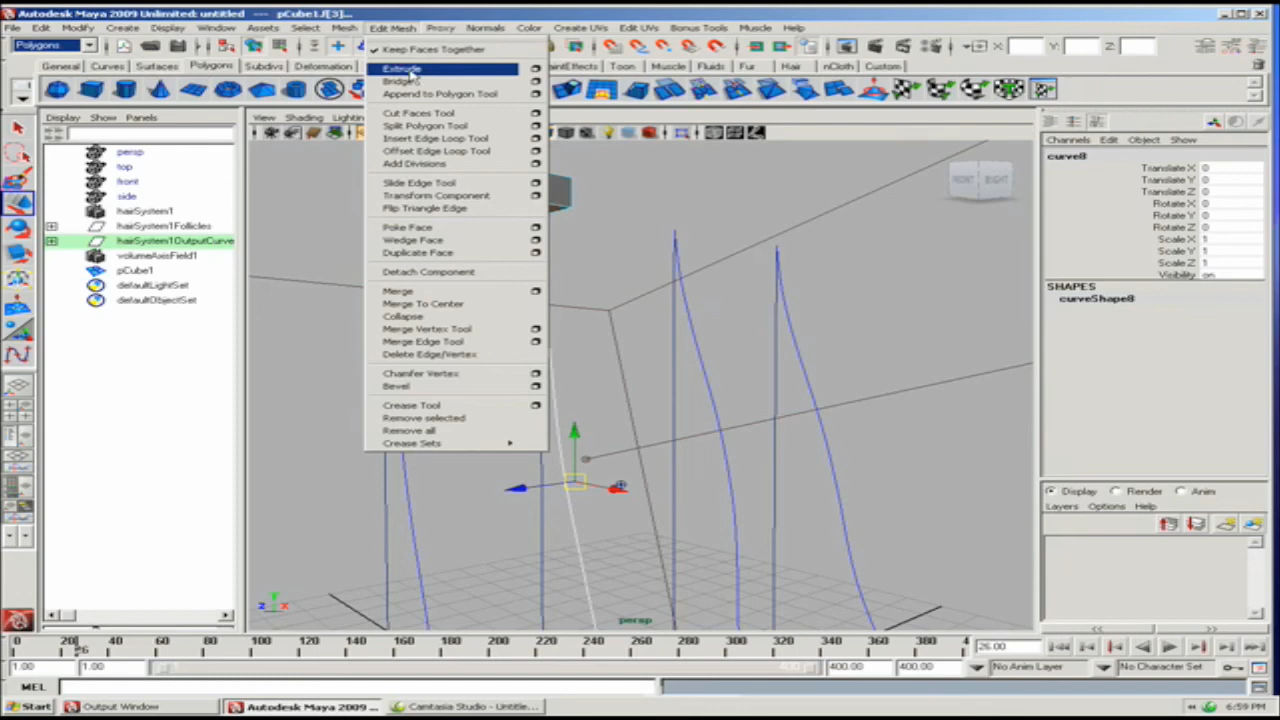 Autodesk Maya 2009 Unlimited: untitled --- pCube1.f[3]...
File Edit Modify Create Display Window Assets Select Mesh Edit Mesh Proxy Normals Color Create UVs Edit UVs Bonus Tools Muscle Help
Polygons X: Y: Z:
General Curves Surfaces Polygons Subdivs Deformation PaintEffects Toon Muscle Fluids Fur Hair nCloth Custom
Keep Faces Together
Extrude
Bridge
Append to Polygon Tool
Cut Faces Tool
Split Polygon Tool
Insert Edge Loop Tool
Offset Edge Loop Tool
Add Divisions
Slide Edge Tool
Transform Component
Flip Triangle Edge
Poke Face
Wedge Face
Duplicate Face
Detach Component
Merge
Merge To Center
Collapse
Merge Vertex Tool
Merge Edge Tool
Delete Edge/Vertex
Chamfer Vertex
Bevel
Crease Tool
Remove selected
Remove all
Crease Sets
Display Show Panels
persp
top
front
side
hairSystem1
hairSystem1Follicles
hairSystem1OutputCurve
volumeAxisField1
pCube1
defaultLightSet
defaultObjectSet
View Shading Lighting
FRONT RIGHT
Z Y X
persp
Channels Edit Object Show
curve8
Translate X 0
Translate Y 0
Translate Z 0
Rotate X 0
Rotate Y 0
Rotate Z 0
Scale X 1
Scale Y 1
Scale Z 1
Visibility on
SHAPES
curveShape8
Display Render Anim
Layers Options Help
0 20 26 40 60 80 100 120 140 160 180 200 220 240 260 280 300 320 340 360 380 4 26.00
1.00 1.00 400.00 400.00 No Anim Layer No Character Set
MEL
Start Output Window Autodesk Maya 2009 ... Camtasia Studio - Untitle... 6:59 PM